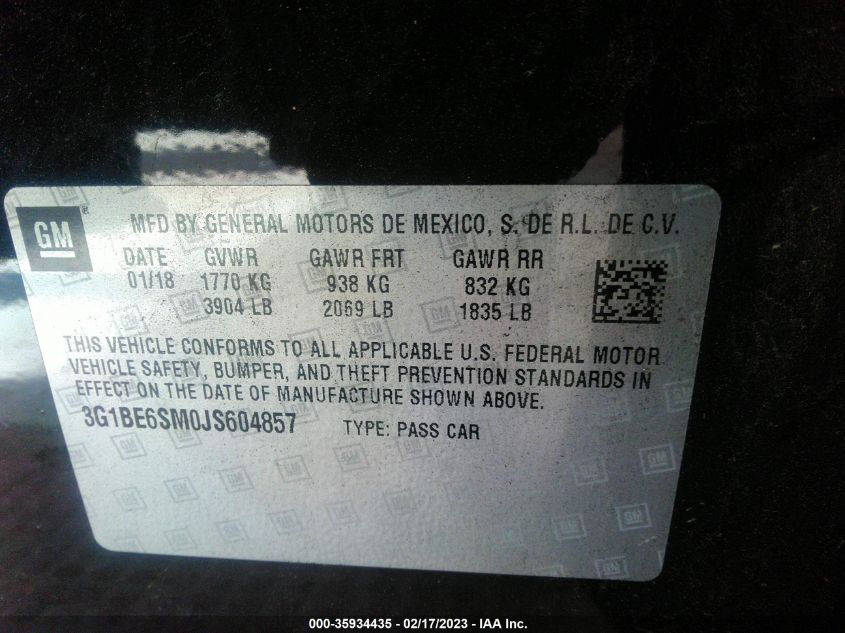 GM ®
MFD BY GENERAL MOTORS DE MEXICO, S. DE R.L. DE C.V.
DATE GVWR GAWR FRT GAWR RR
01/18 1770 KG 938 KG 832 KG
3904 LB 2069 LB 1835 LB
THIS VEHICLE CONFORMS TO ALL APPLICABLE U.S. FEDERAL MOTOR
VEHICLE SAFETY, BUMPER, AND THEFT PREVENTION STANDARDS IN
EFFECT ON THE DATE OF MANUFACTURE SHOWN ABOVE.
3G1BE6SM0JS604857 TYPE: PASS CAR
000-35934435 - 02/17/2023 - IAA Inc.